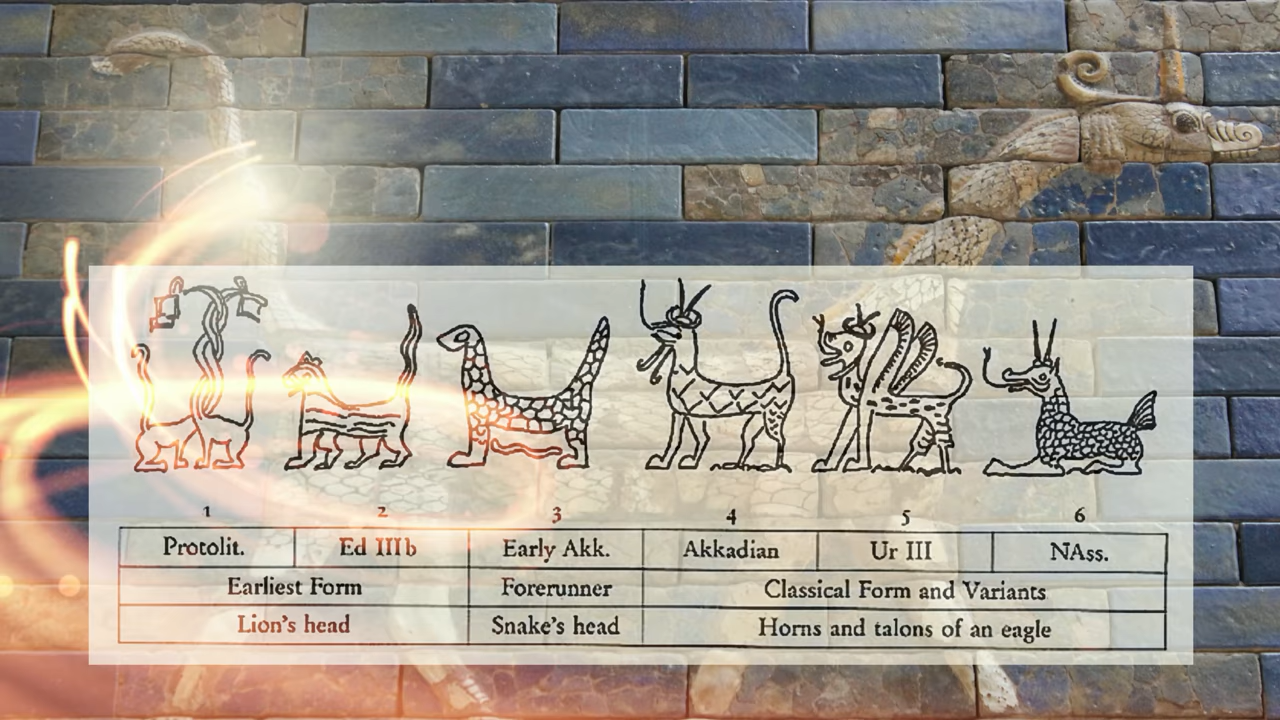 1 2 3 4 5 6
Protolit. Ed IIIb Early Akk. Akkadian Ur III NAss.
Earliest Form Forerunner Classical Form and Variants
Lion's head Snake's head Horns and talons of an eagle